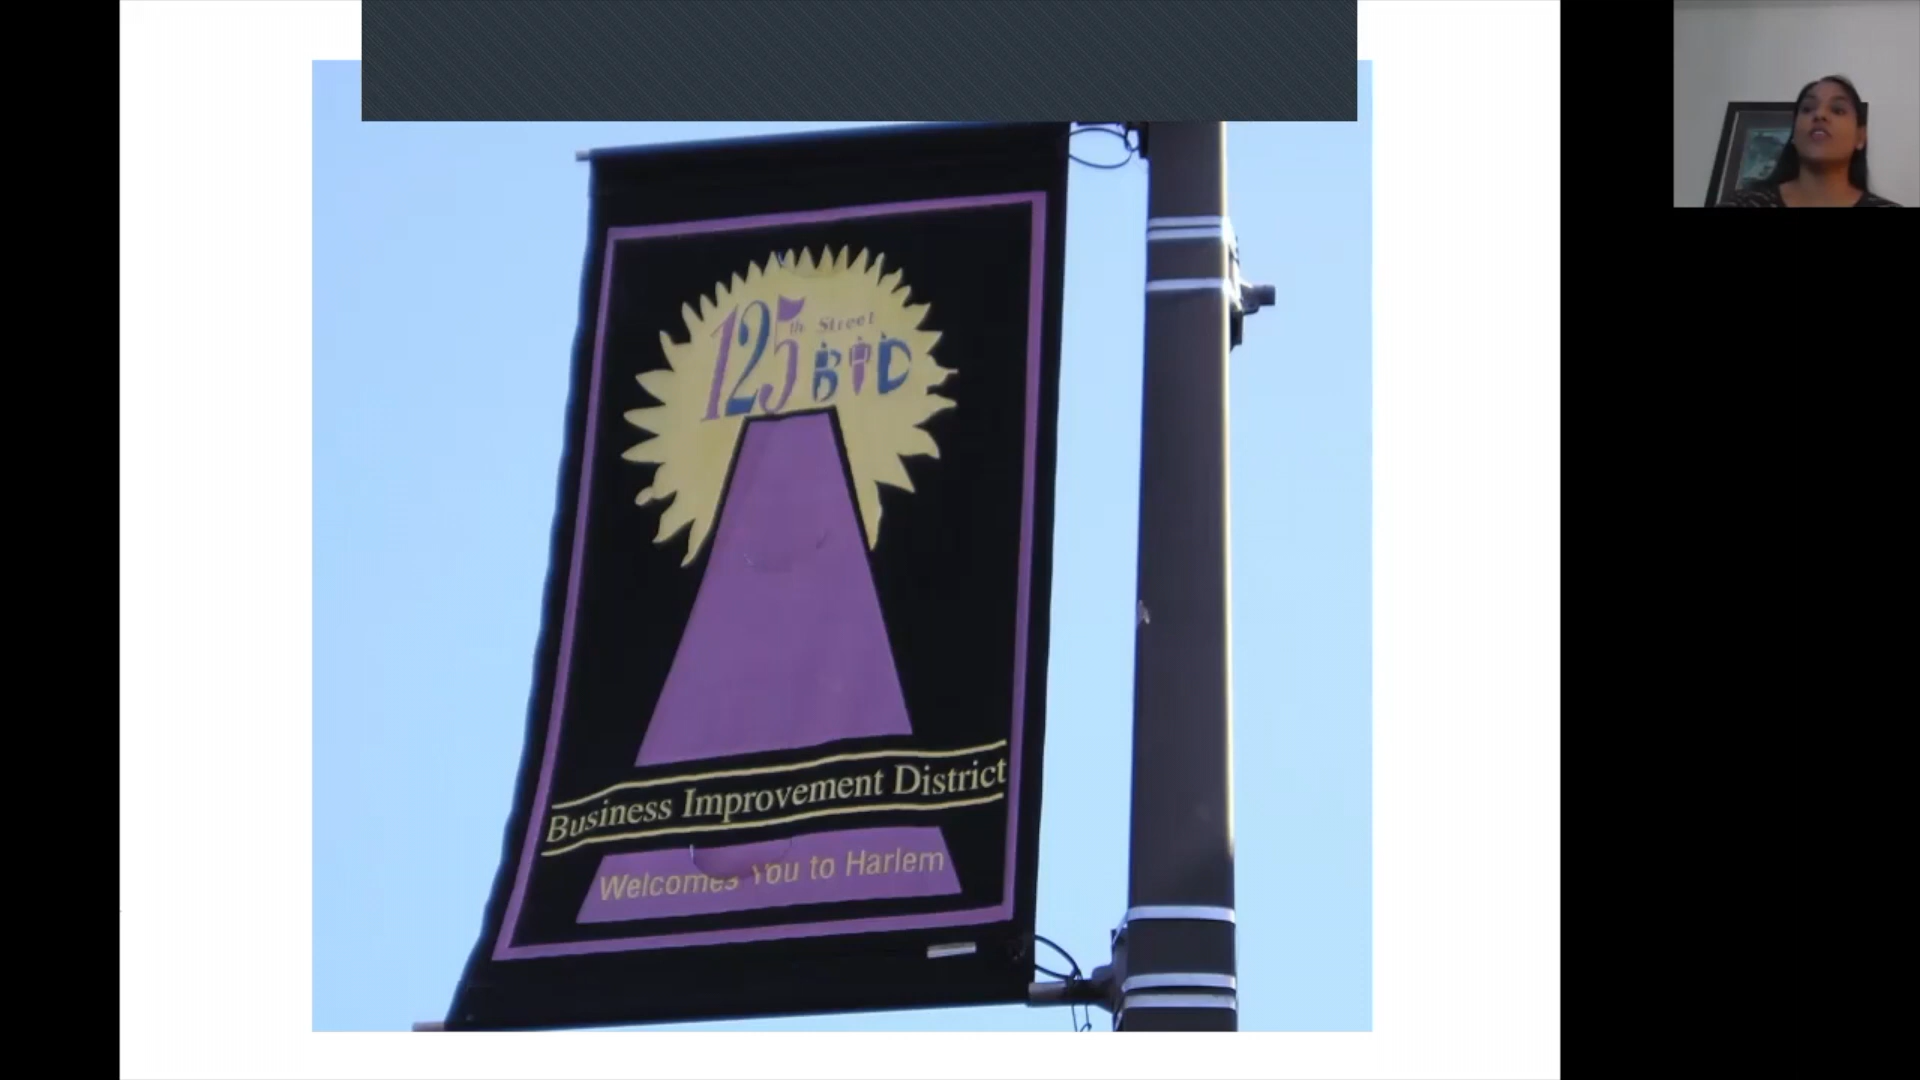 125th Street
BID
Business Improvement District
Welcomes You to Harlem